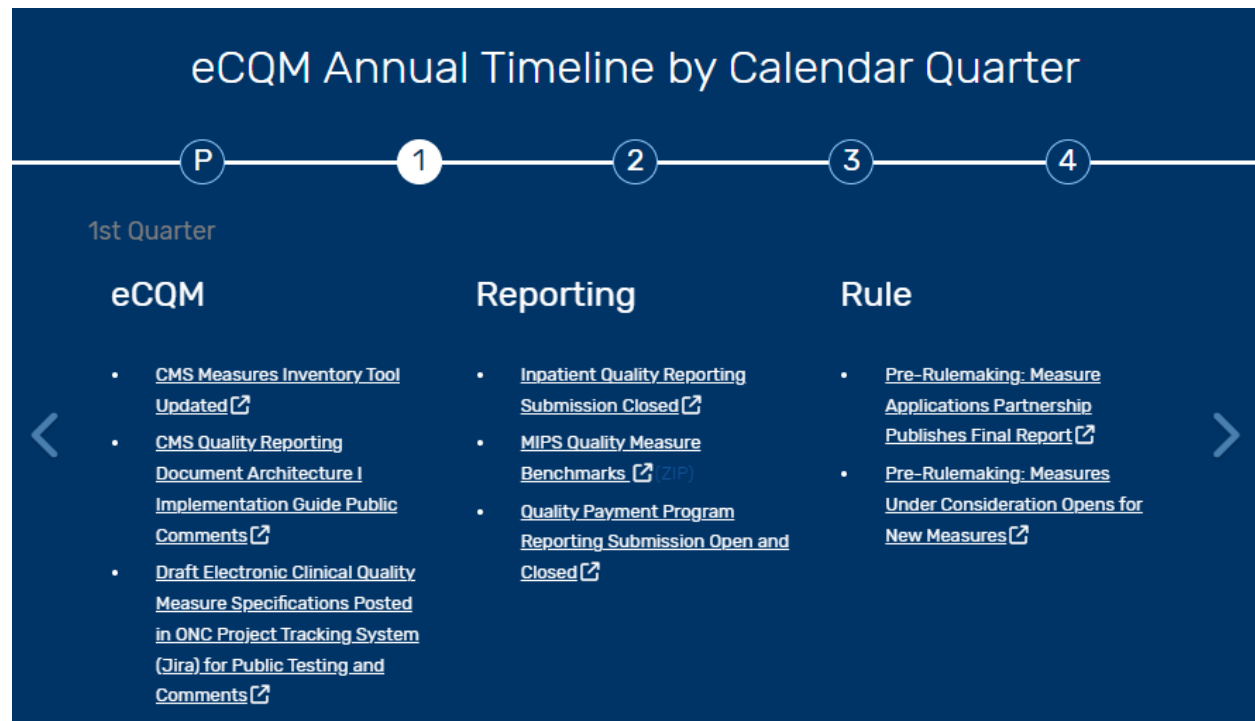 eCQM Annual Timeline by Calendar Quarter
P 1 2 3 4
1st Quarter
eCQM
• CMS Measures Inventory Tool
Updated
• CMS Quality Reporting
Document Architecture I
Implementation Guide Public
Comments
• Draft Electronic Clinical Quality
Measure Specifications Posted
in ONC Project Tracking System
(Jira) for Public Testing and
Comments
Reporting
• Inpatient Quality Reporting
Submission Closed
• MIPS Quality Measure
Benchmarks (ZIP)
• Quality Payment Program
Reporting Submission Open and
Closed
Rule
• Pre-Rulemaking: Measure
Applications Partnership
Publishes Final Report
• Pre-Rulemaking: Measures
Under Consideration Opens for
New Measures